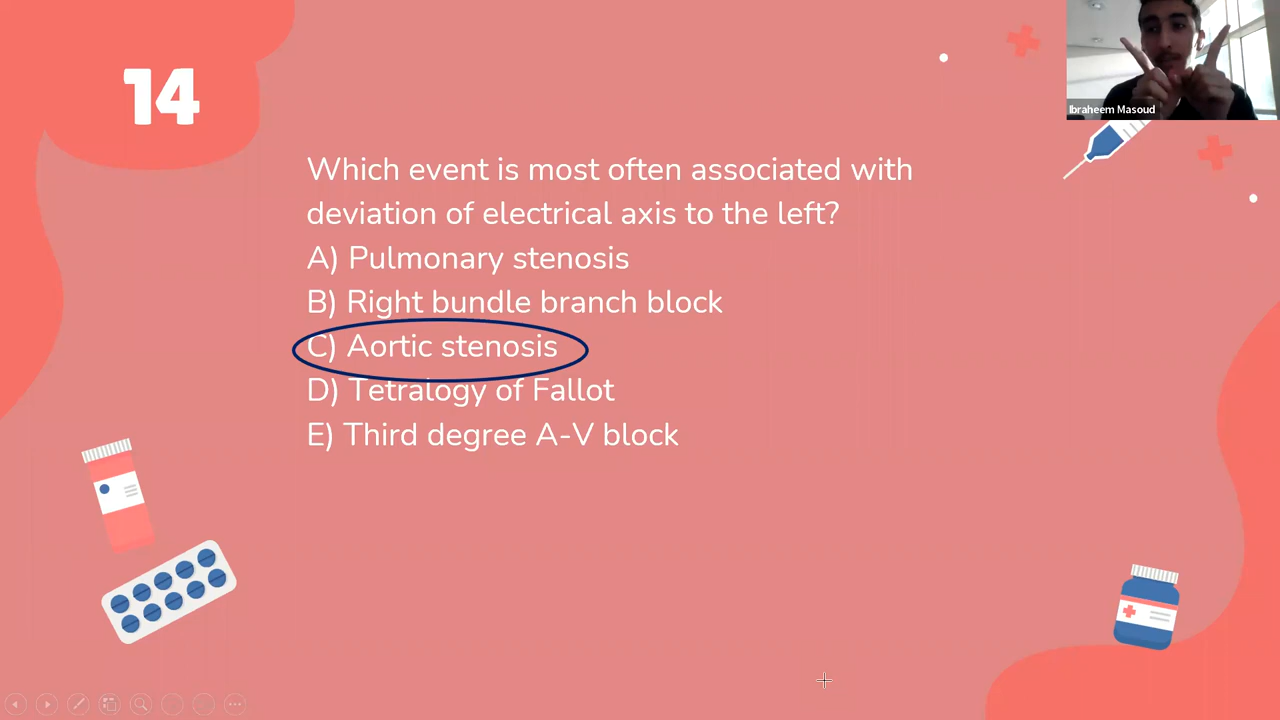 14
Ibraheem Masoud
Which event is most often associated with
deviation of electrical axis to the left?
A) Pulmonary stenosis
B) Right bundle branch block
C) Aortic stenosis
D) Tetralogy of Fallot
E) Third degree A-V block